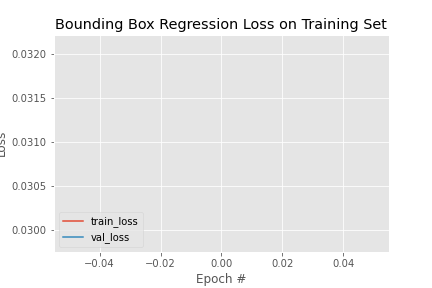 Bounding Box Regression Loss on Training Set
0.0320
0.0315
0.0310
0.0305
0.0300
Loss
train_loss
val_loss
−0.04 −0.02 0.00 0.02 0.04
Epoch #